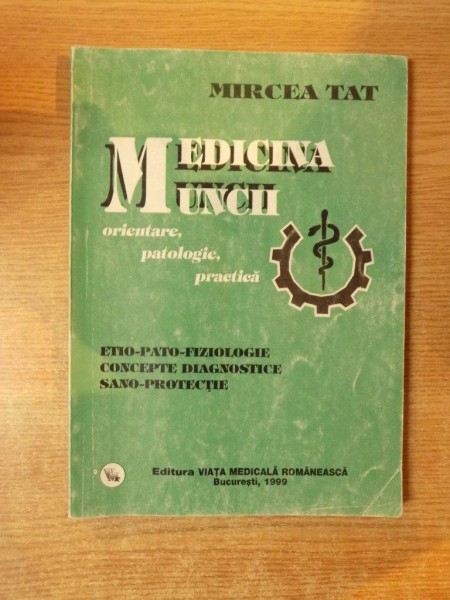 MIRCEA TAT
MEDICINA
MUNCII
orientare,
patologie,
practică
ETIO-PATO-FIZIOLOGIE
CONCEPTE DIAGNOSTICE
SANO-PROTECȚIE
Editura VIAȚA MEDICALĂ ROMÂNEASCĂ
București, 1999